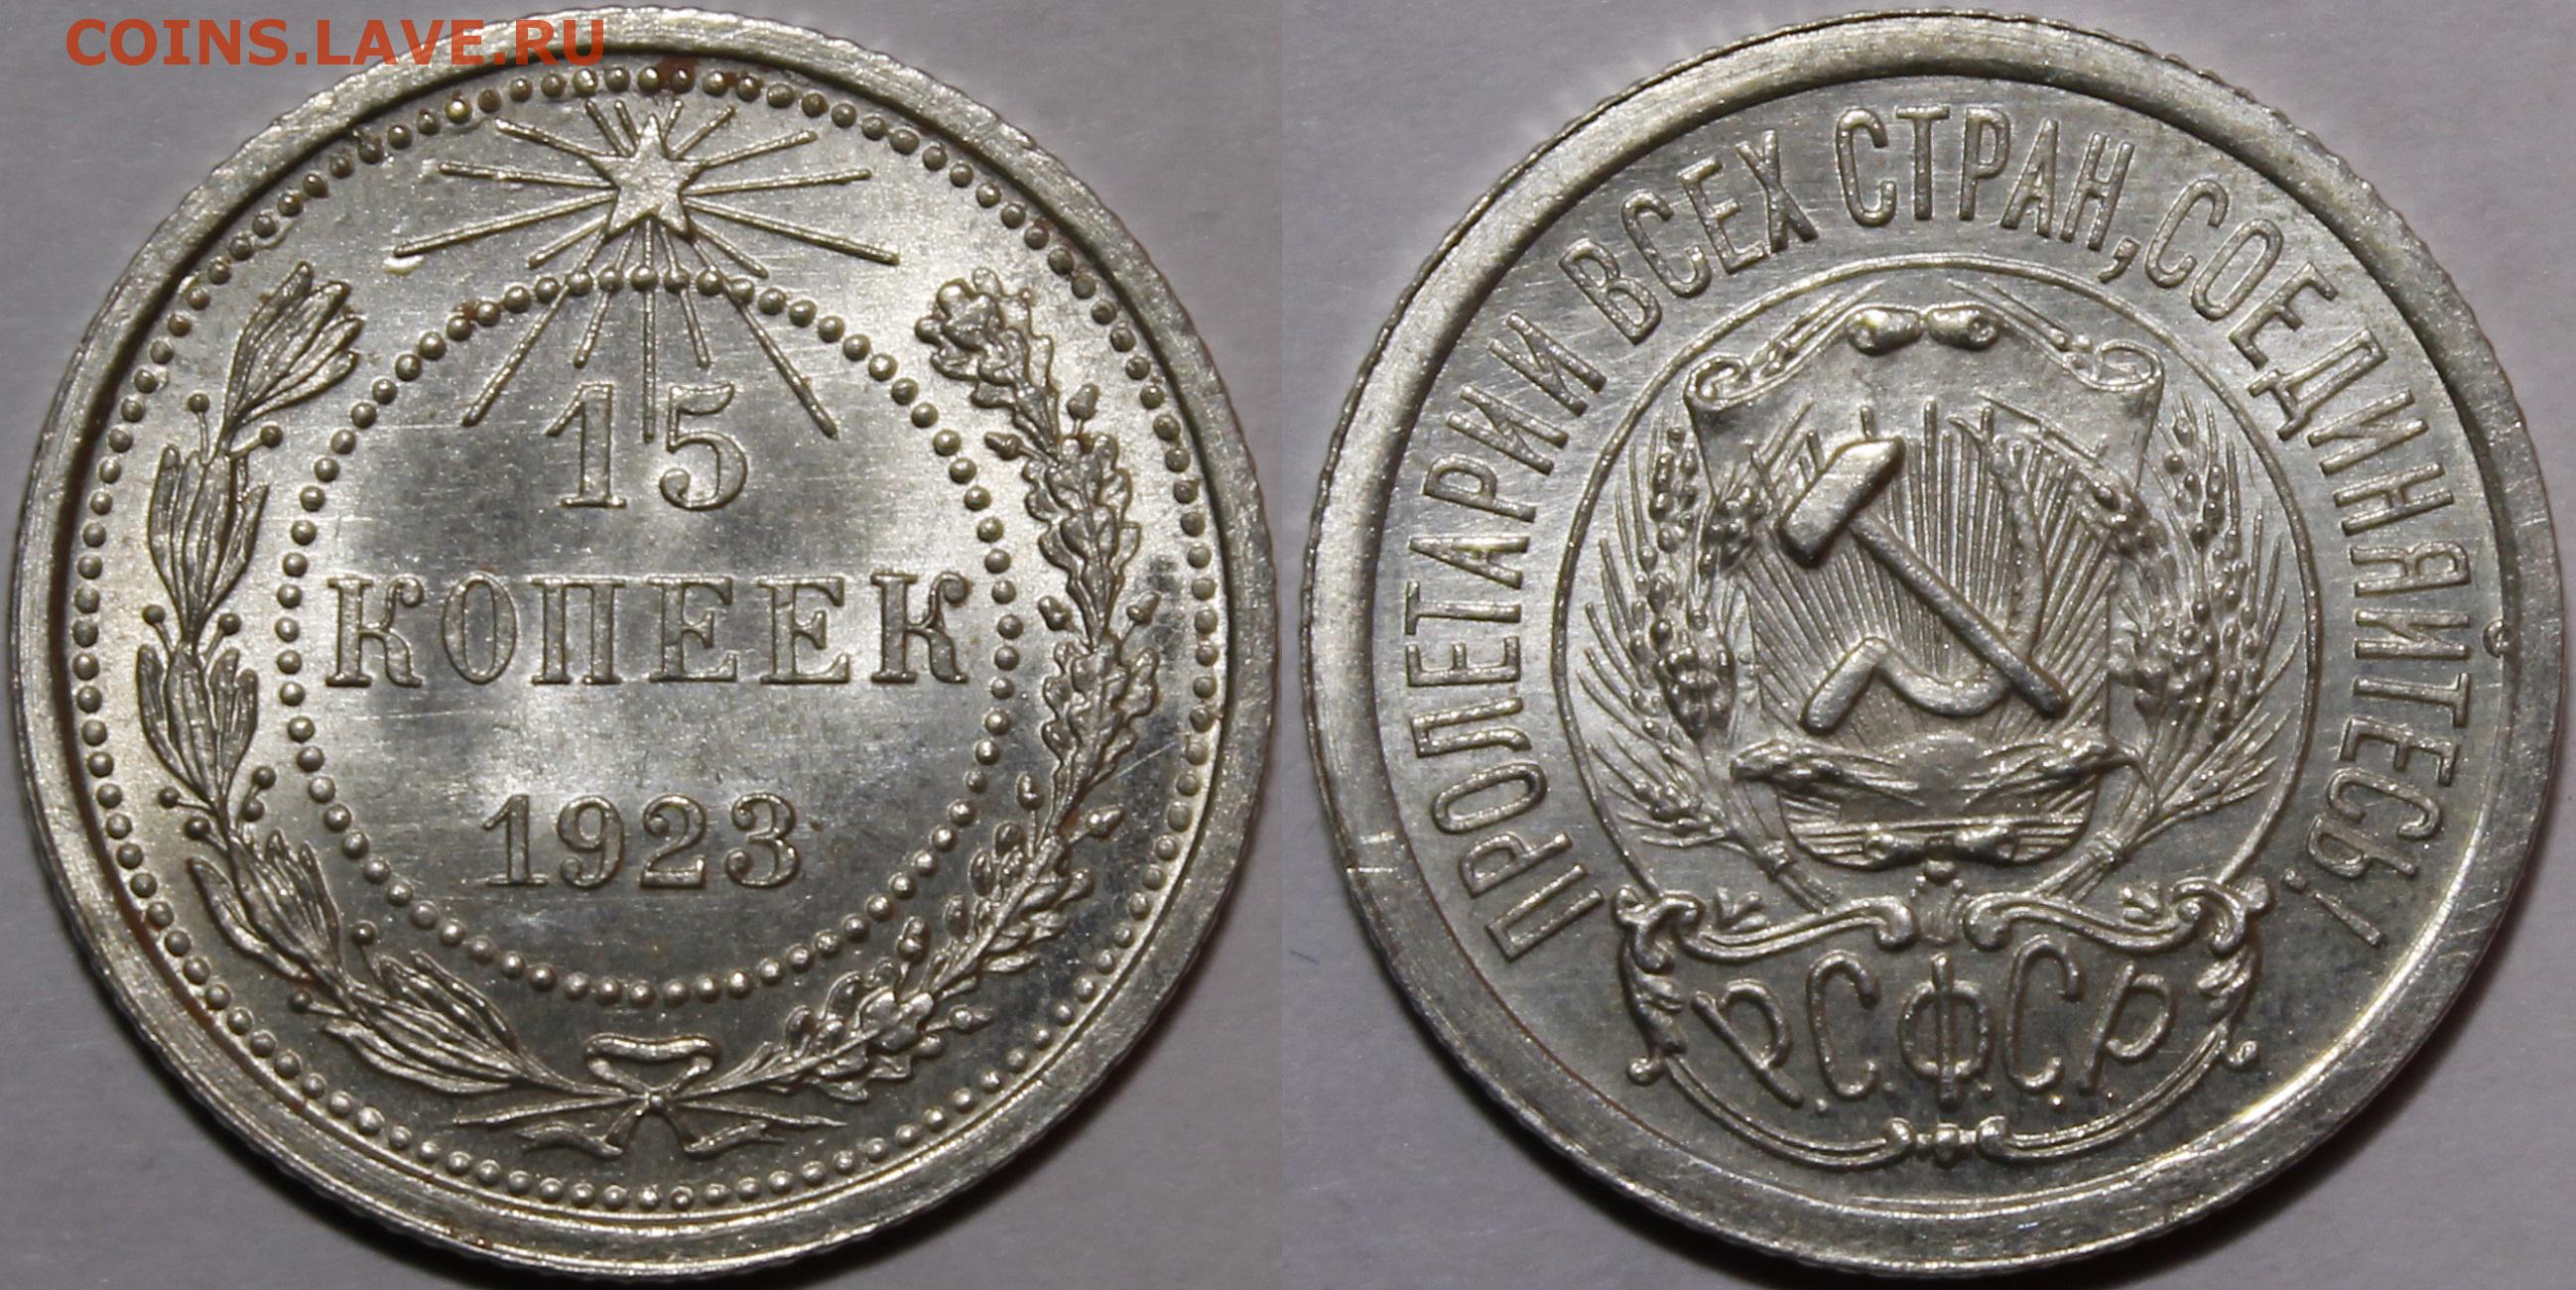 COINS.LAVE.RU
15
КОПЕЕК
1923
ПРОЛЕТАРИИ ВСЕХ СТРАН, СОЕДИНЯЙТЕСЬ!
Р.С.Ф.С.Р